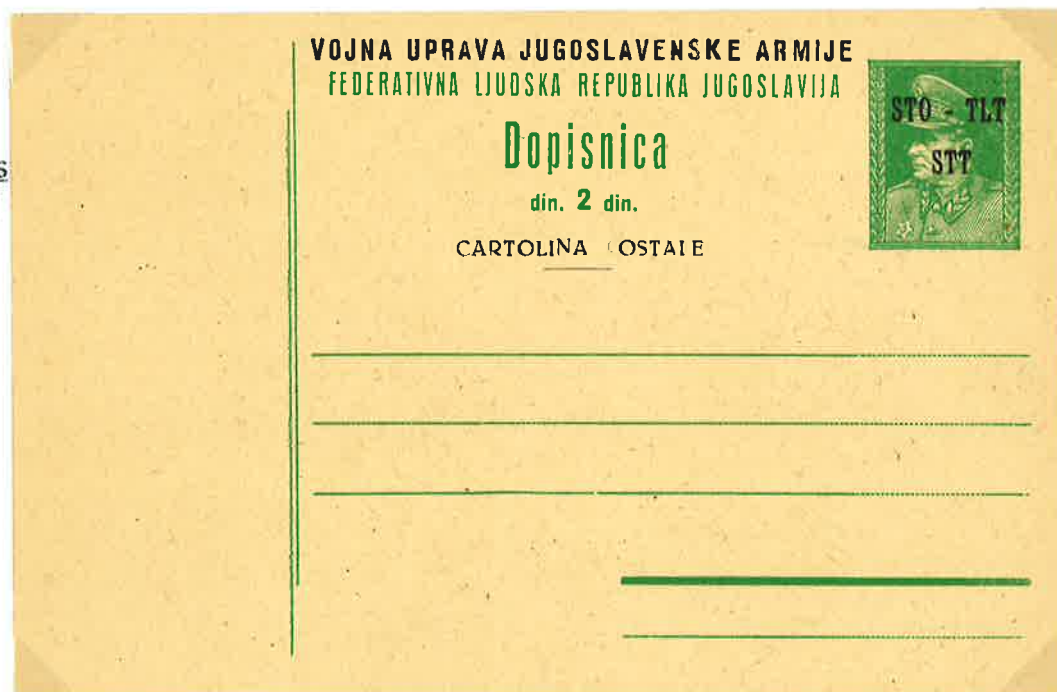 VOJNA UPRAVA JUGOSLAVENSKE ARMIJE
FEDERATIVNA LJUDSKA REPUBLIKA JUGOSLAVIJA
Dopisnica
din. 2 din.
CARTOLINA OSTALE
STO - TLT
STT
S